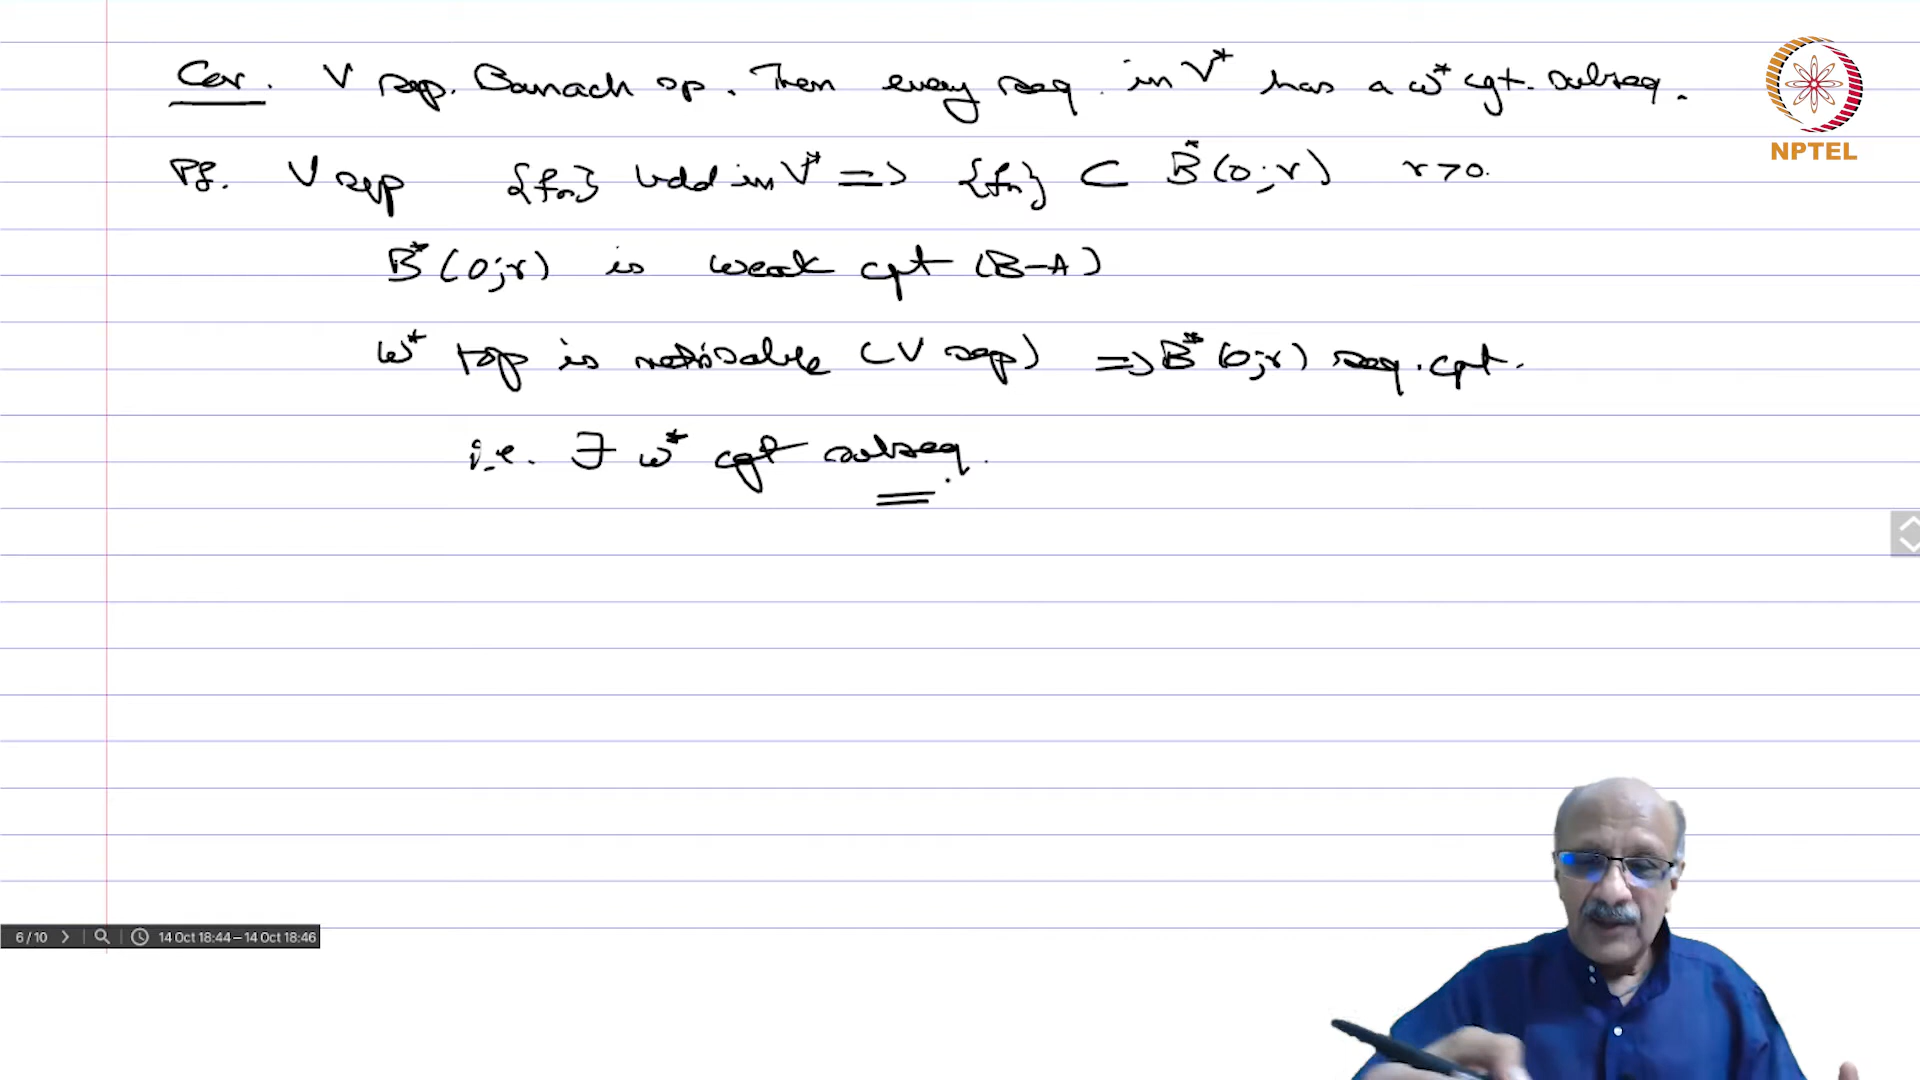 Cor. V sep. Banach sp. Then every seq. in V* has a w* cgt. subseq.
NPTEL
Pf. V sep {fn} bdd in V* => {fn} ⊂ B*(0;r) r>0.
B*(0;r) is weak cpt (B-A)
w* top is metrisable (V sep) => B*(0;r) seq. cpt.
i.e. ∃ w* cgt subseq.
6/10 14 Oct 18:44 – 14 Oct 18:46